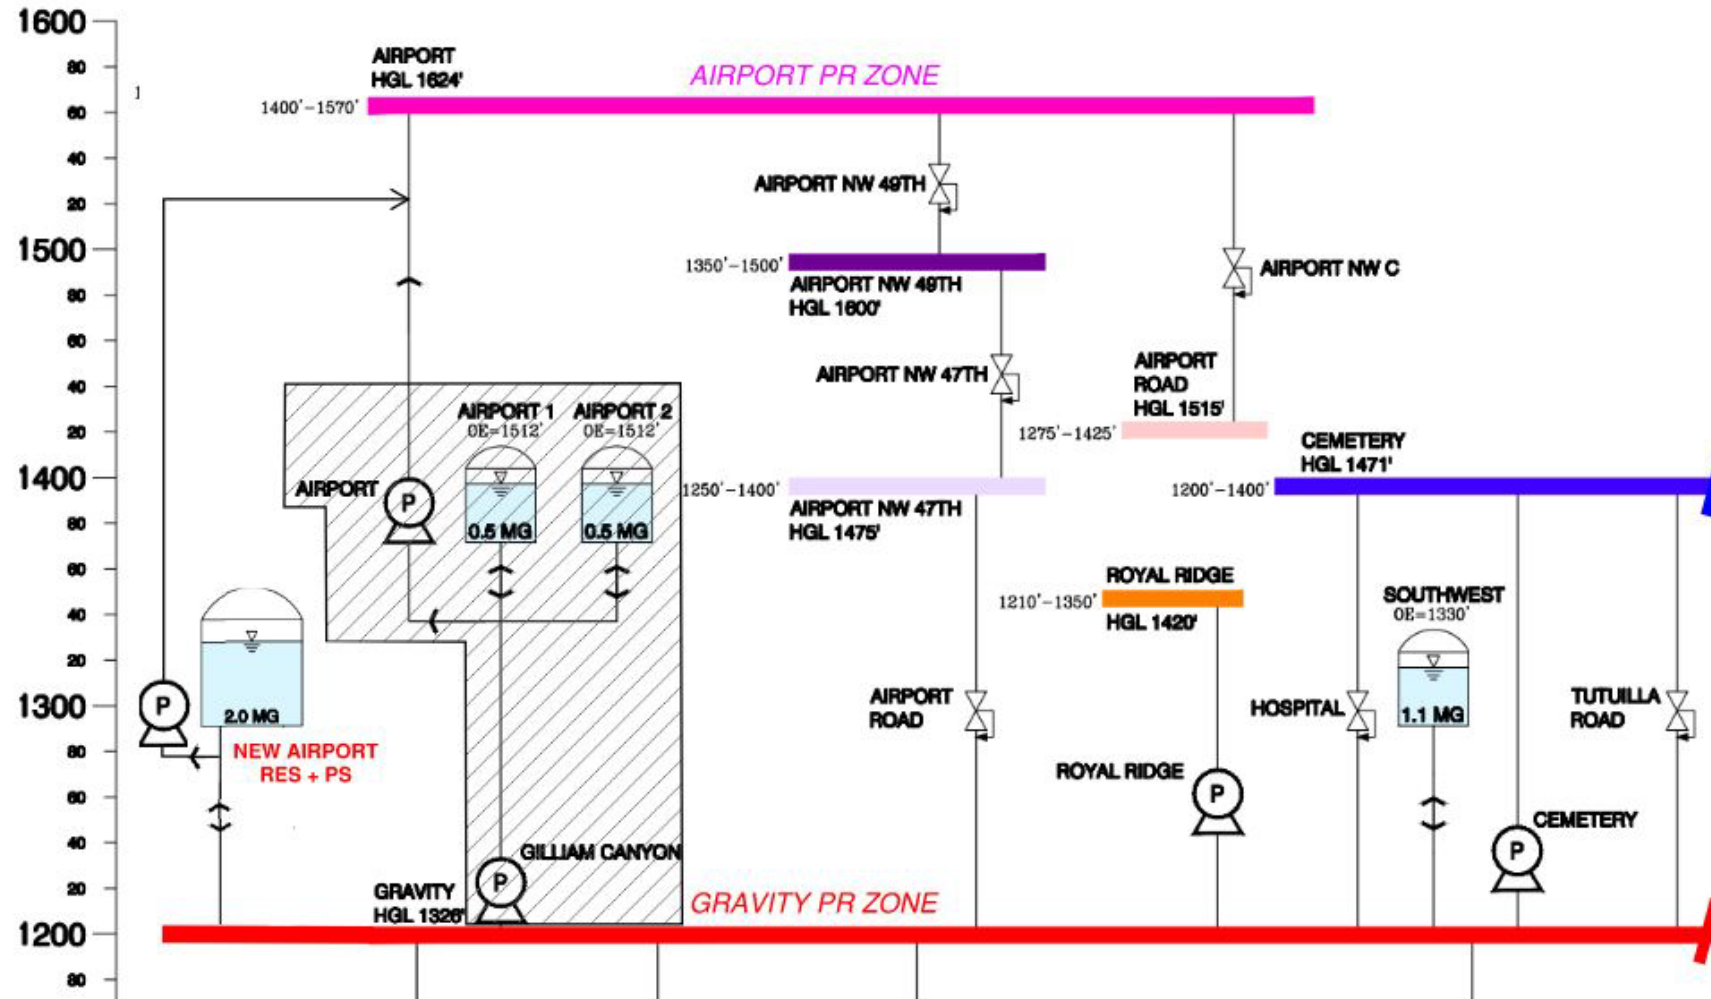 1600
80
60
40
20
1500
80
60
40
20
1400
80
60
40
20
1300
80
60
40
20
1200
80
1
AIRPORT
HGL 1624'
AIRPORT PR ZONE
1400'-1570'
AIRPORT NW 49TH
1350'-1500'
AIRPORT NW 49TH
HGL 1600'
AIRPORT NW C
AIRPORT NW 47TH
AIRPORT
ROAD
HGL 1515'
1275'-1425'
AIRPORT 1
OE=1512'
AIRPORT 2
OE=1512'
CEMETERY
HGL 1471'
1200'-1400'
AIRPORT
P
0.5 MG
0.5 MG
1250'-1400'
AIRPORT NW 47TH
HGL 1475'
ROYAL RIDGE
1210'-1350'
HGL 1420'
SOUTHWEST
OE=1330'
1.1 MG
P
2.0 MG
NEW AIRPORT
RES + PS
AIRPORT
ROAD
HOSPITAL
TUTUILLA
ROAD
ROYAL RIDGE
P
CEMETERY
P
GILLIAM CANYON
P
GRAVITY
HGL 1326'
GRAVITY PR ZONE